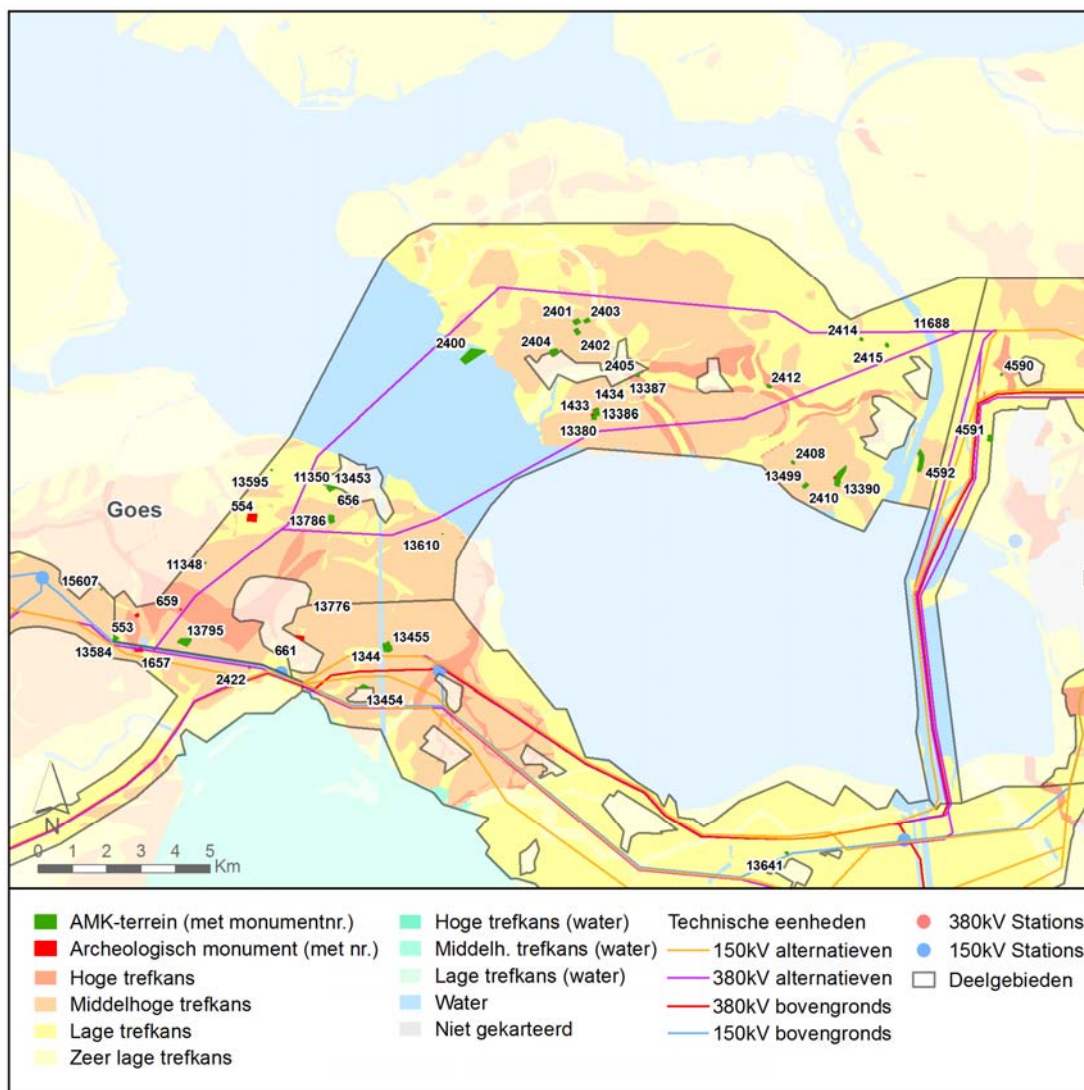 2401
2403
2414
11688
2400
2404
2402
2415
2405
4590
1434
13387
2412
1433
13386
13380
4591
2408
13595
11350
13453
13499
4592
554
656
2410
13390
Goes
13786
13610
11348
15607
659
13776
553
13795
13455
661
1344
13584
1657
2422
13454
N
0 1 2 3 4 5
Km
13641
AMK-terrein (met monumentnr.)
Archeologisch monument (met nr.)
Hoge trefkans
Middelhoge trefkans
Lage trefkans
Zeer lage trefkans
Hoge trefkans (water)
Middelh. trefkans (water)
Lage trefkans (water)
Water
Niet gekarteerd
Technische eenheden
150kV alternatieven
380kV alternatieven
380kV bovengronds
150kV bovengronds
380kV Stations
150kV Stations
Deelgebieden